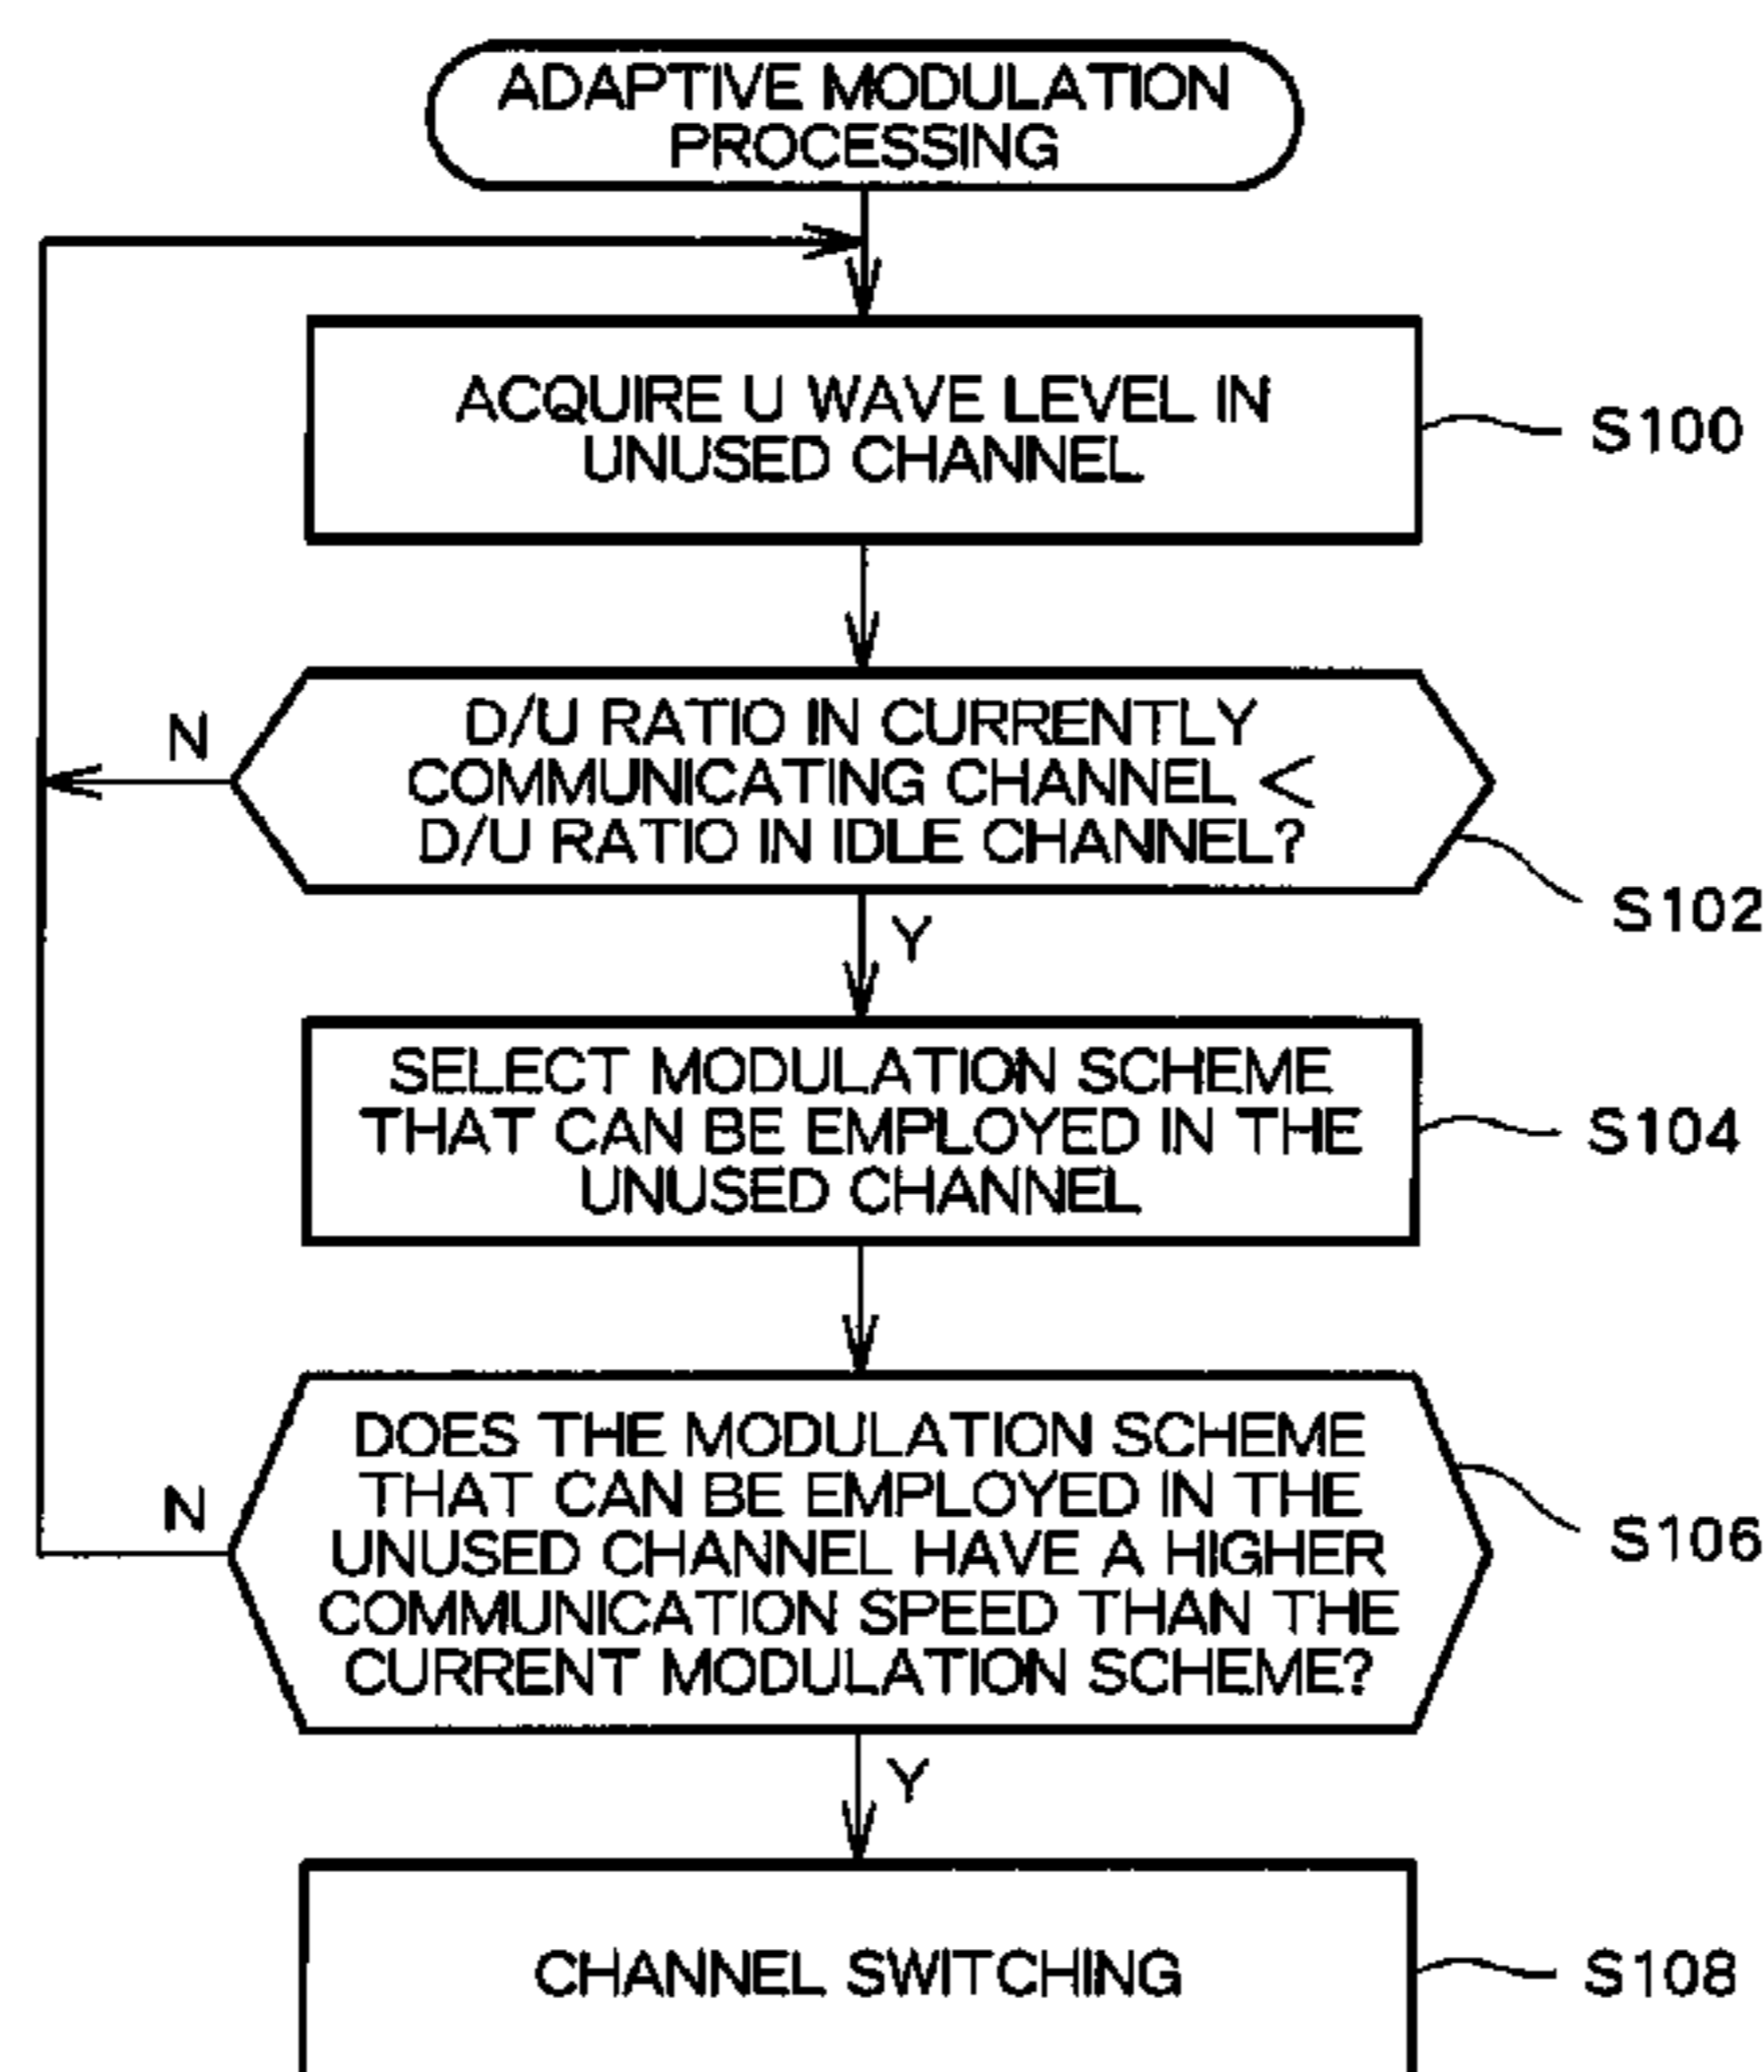 ADAPTIVE MODULATION
PROCESSING
ACQUIRE U WAVE LEVEL IN
UNUSED CHANNEL
S100
D/U RATIO IN CURRENTLY
COMMUNICATING CHANNEL <
D/U RATIO IN IDLE CHANNEL?
N
S102
Y
SELECT MODULATION SCHEME
THAT CAN BE EMPLOYED IN THE
UNUSED CHANNEL
S104
DOES THE MODULATION SCHEME
THAT CAN BE EMPLOYED IN THE
UNUSED CHANNEL HAVE A HIGHER
COMMUNICATION SPEED THAN THE
CURRENT MODULATION SCHEME?
N
S106
Y
CHANNEL SWITCHING
S108